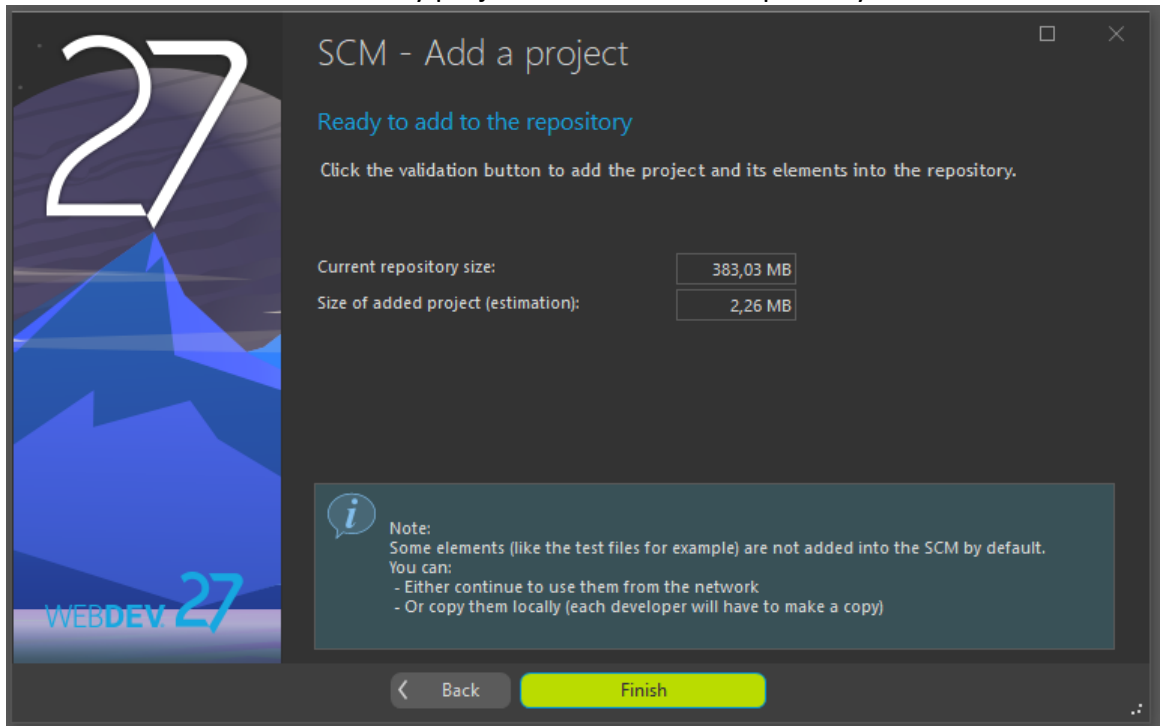 27
SCM - Add a project
Ready to add to the repository
Click the validation button to add the project and its elements into the repository.
Current repository size:
383,03 MB
Size of added project (estimation):
2,26 MB
i
Note:
Some elements (like the test files for example) are not added into the SCM by default.
You can:
- Either continue to use them from the network
- Or copy them locally (each developer will have to make a copy)
WEBDEV 27
Back
Finish